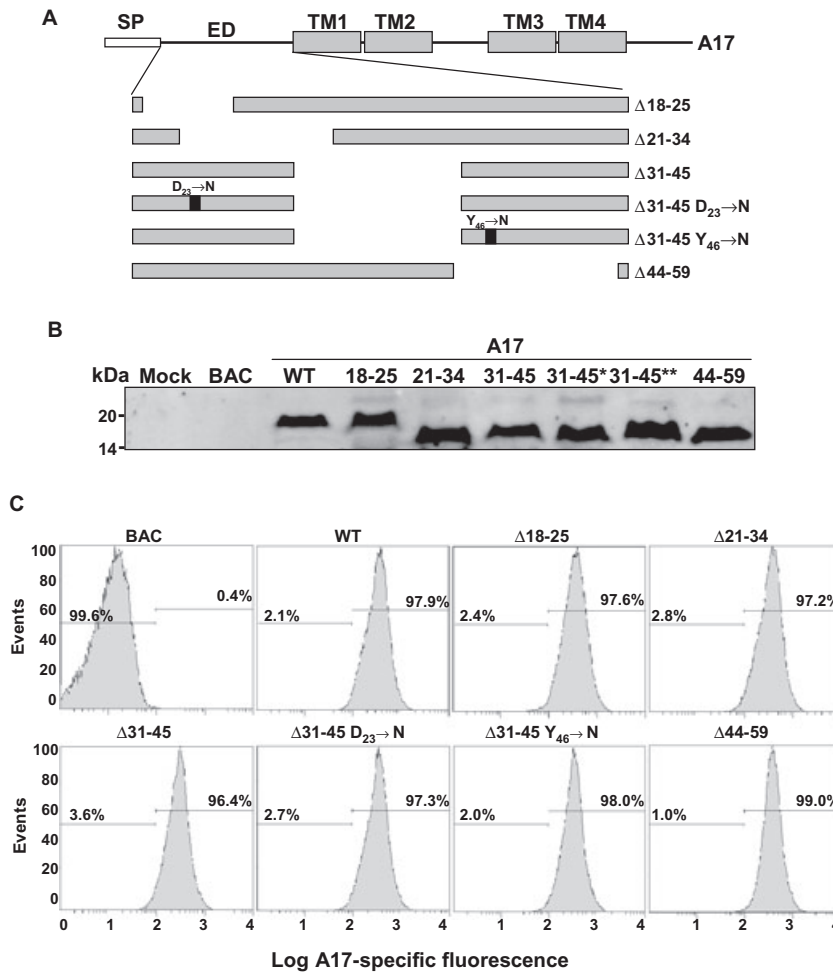 A
SP ED TM1 TM2 TM3 TM4 A17
Δ18-25
Δ21-34
Δ31-45
D23→N
Δ31-45 D23→N
Y46→N
Δ31-45 Y46→N
Δ44-59
B
A17
kDa Mock BAC WT 18-25 21-34 31-45 31-45* 31-45** 44-59
20
14
C
BAC WT Δ18-25 Δ21-34
100
80
60
40
20
0
Events
99.6% 0.4% 2.1% 97.9% 2.4% 97.6% 2.8% 97.2%
Δ31-45 Δ31-45 D23→N Δ31-45 Y46→N Δ44-59
100
80
60
40
20
0
Events
3.6% 96.4% 2.7% 97.3% 2.0% 98.0% 1.0% 99.0%
0 1 2 3 4 1 2 3 4 1 2 3 4 1 2 3 4
Log A17-specific fluorescence